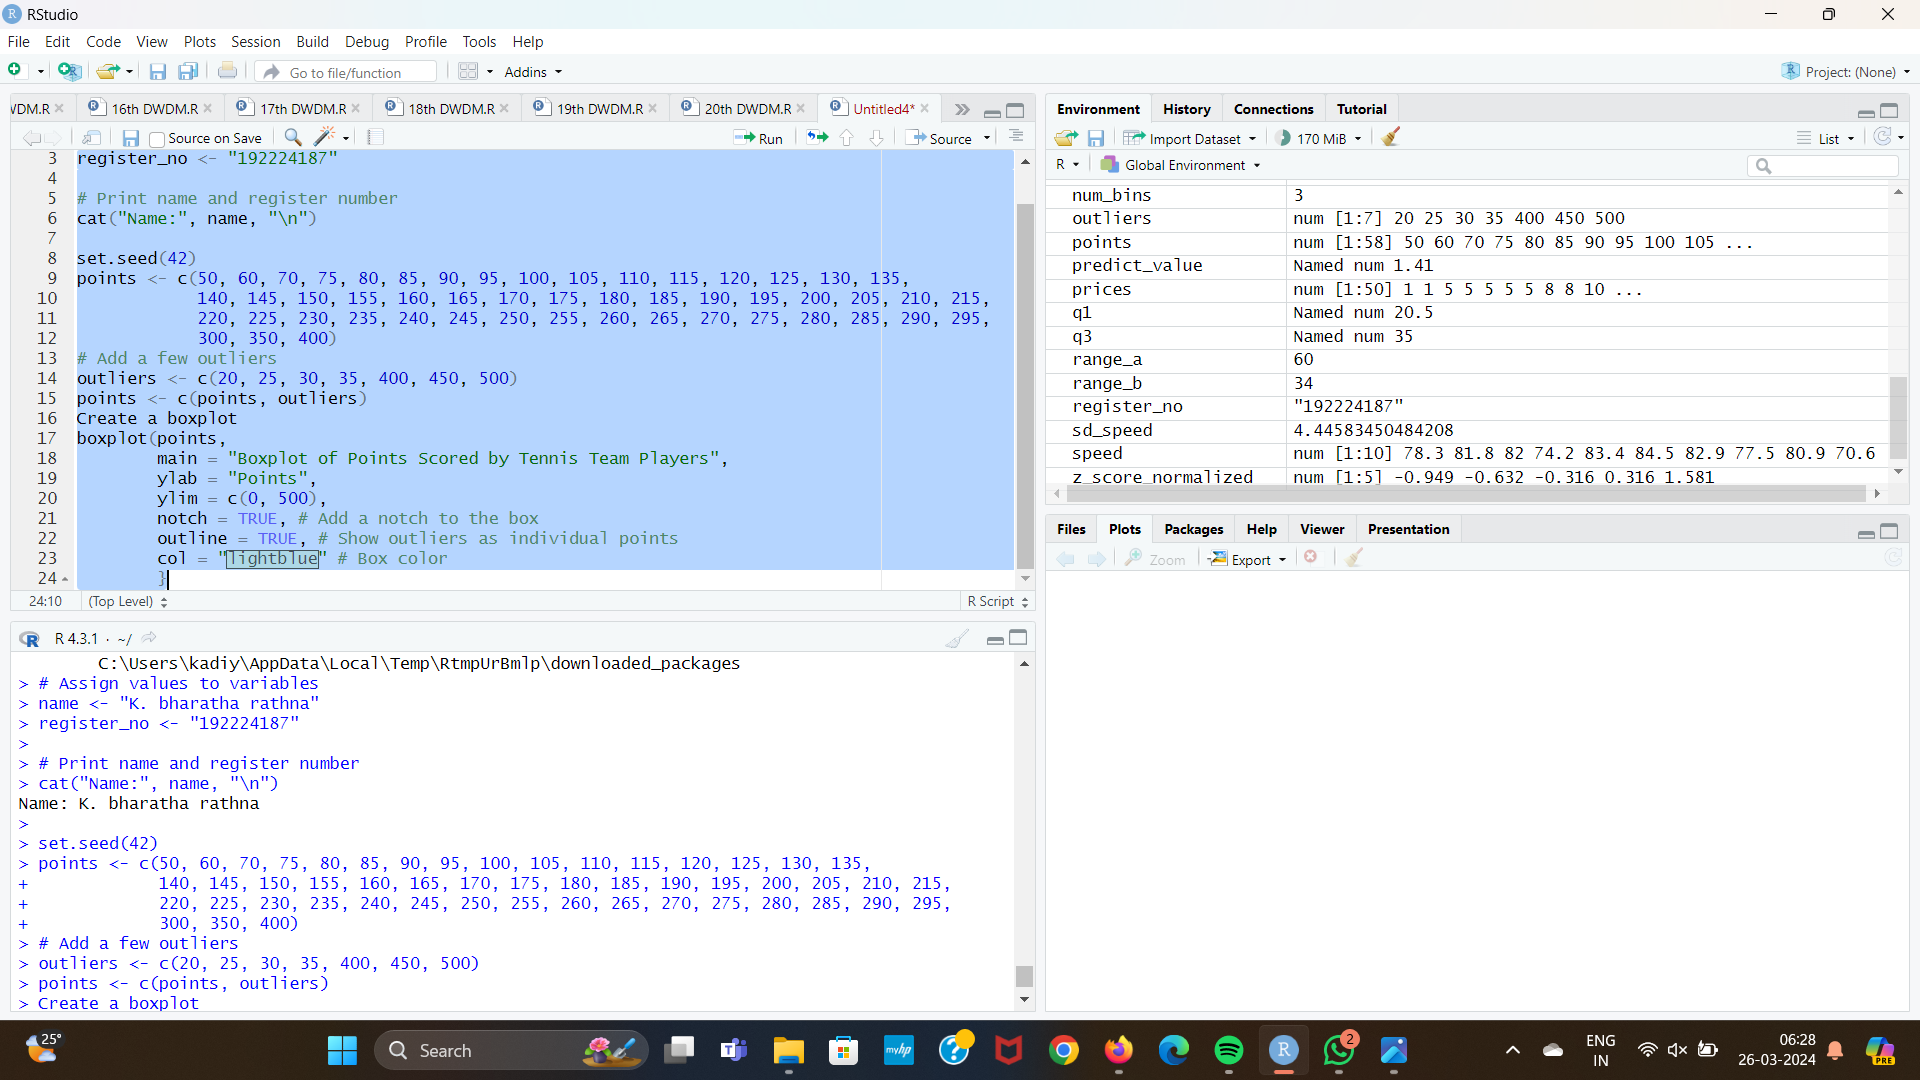 RStudio
File Edit Code View Plots Session Build Debug Profile Tools Help
Go to file/function Addins Project: (None)
WDM.R 16th DWDM.R 17th DWDM.R 18th DWDM.R 19th DWDM.R 20th DWDM.R Untitled4*
Source on Save Run Source
3 register_no <- "192224187"
4
5 # Print name and register number
6 cat("Name:", name, "\n")
7
8 set.seed(42)
9 points <- c(50, 60, 70, 75, 80, 85, 90, 95, 100, 105, 110, 115, 120, 125, 130, 135,
10 140, 145, 150, 155, 160, 165, 170, 175, 180, 185, 190, 195, 200, 205, 210, 215,
11 220, 225, 230, 235, 240, 245, 250, 255, 260, 265, 270, 275, 280, 285, 290, 295,
12 300, 350, 400)
13 # Add a few outliers
14 outliers <- c(20, 25, 30, 35, 400, 450, 500)
15 points <- c(points, outliers)
16 Create a boxplot
17 boxplot(points,
18 main = "Boxplot of Points Scored by Tennis Team Players",
19 ylab = "Points",
20 ylim = c(0, 500),
21 notch = TRUE, # Add a notch to the box
22 outline = TRUE, # Show outliers as individual points
23 col = "lightblue" # Box color
24 }
24:10 (Top Level) R Script
R 4.3.1 · ~/
C:\Users\kadiy\AppData\Local\Temp\RtmpUrBmlp\downloaded_packages
> # Assign values to variables
> name <- "K. bharatha rathna"
> register_no <- "192224187"
>
> # Print name and register number
> cat("Name:", name, "\n")
Name: K. bharatha rathna
>
> set.seed(42)
> points <- c(50, 60, 70, 75, 80, 85, 90, 95, 100, 105, 110, 115, 120, 125, 130, 135,
+ 140, 145, 150, 155, 160, 165, 170, 175, 180, 185, 190, 195, 200, 205, 210, 215,
+ 220, 225, 230, 235, 240, 245, 250, 255, 260, 265, 270, 275, 280, 285, 290, 295,
+ 300, 350, 400)
> # Add a few outliers
> outliers <- c(20, 25, 30, 35, 400, 450, 500)
> points <- c(points, outliers)
> Create a boxplot
Environment History Connections Tutorial
Import Dataset 170 MiB List
R Global Environment
num_bins 3
outliers num [1:7] 20 25 30 35 400 450 500
points num [1:58] 50 60 70 75 80 85 90 95 100 105 ...
predict_value Named num 1.41
prices num [1:50] 1 1 5 5 5 5 5 8 8 10 ...
q1 Named num 20.5
q3 Named num 35
range_a 60
range_b 34
register_no "192224187"
sd_speed 4.44583450484208
speed num [1:10] 78.3 81.8 82 74.2 83.4 84.5 82.9 77.5 80.9 70.6
z_score_normalized num [1:5] -0.949 -0.632 -0.316 0.316 1.581
Files Plots Packages Help Viewer Presentation
Zoom Export
25° Search myhp 2 ENG
IN
06:28
26-03-2024
PRE